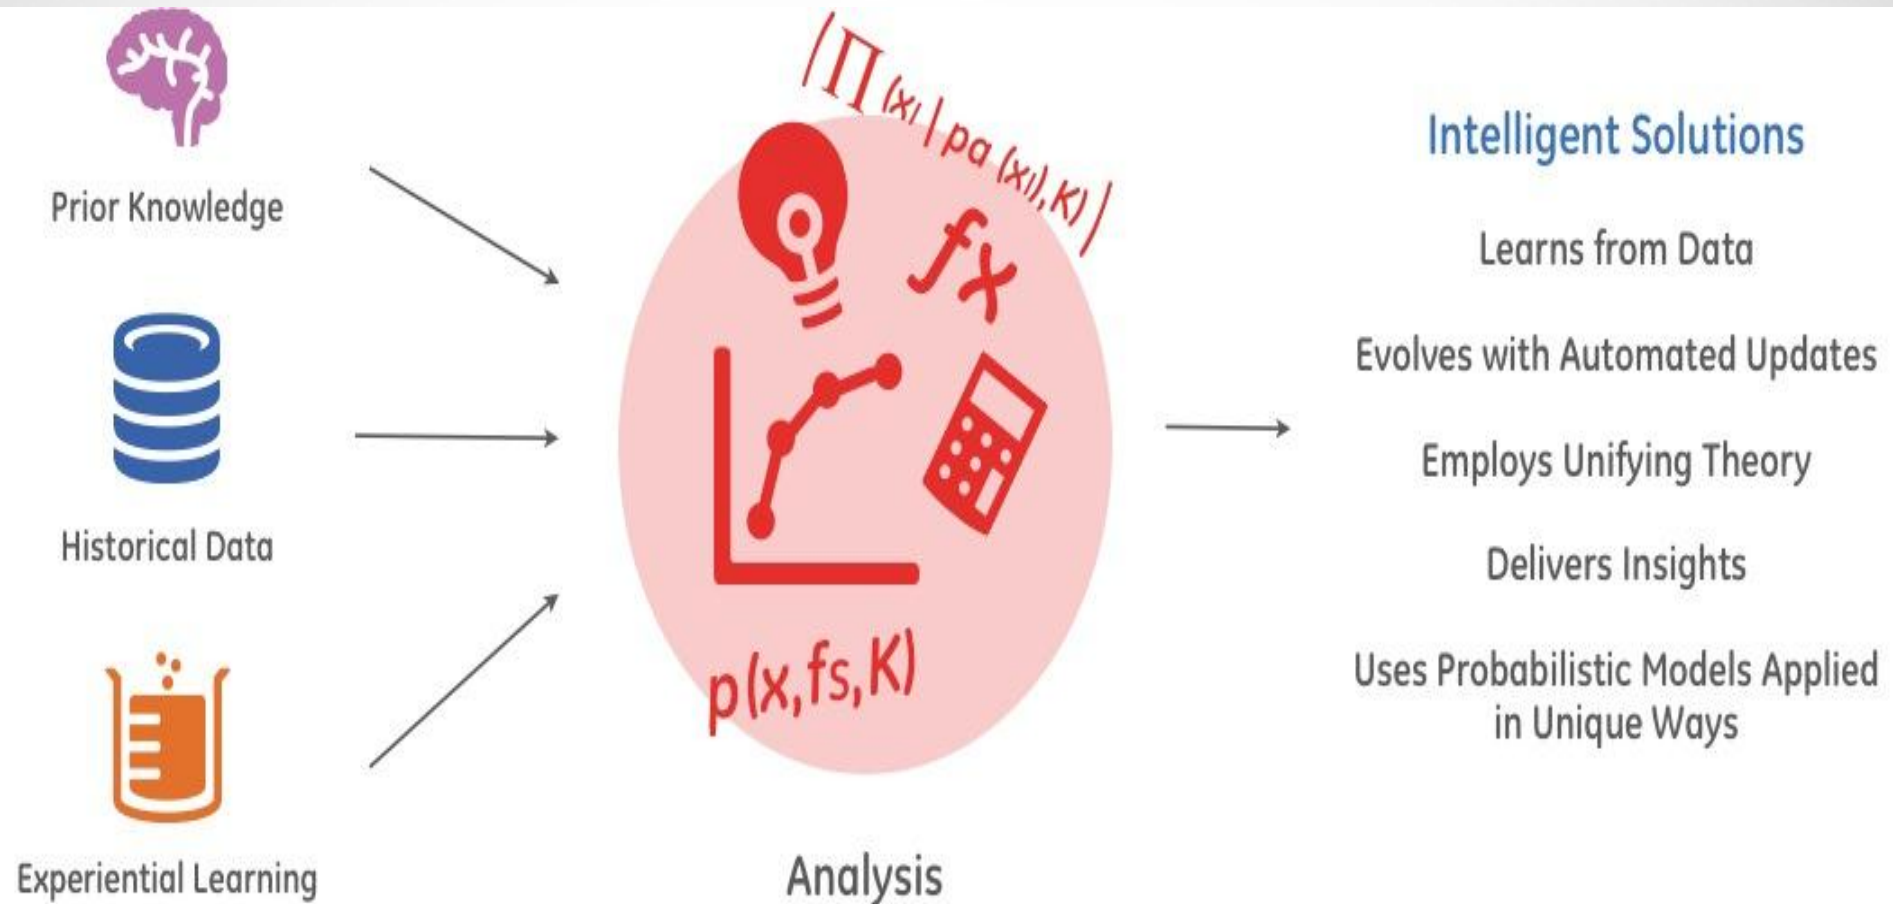 Prior Knowledge
Historical Data
Experiential Learning
|∏ (xᵢ | pa (xᵢ), K) |
fx
p(x,fs,K)
Analysis
Intelligent Solutions
Learns from Data
Evolves with Automated Updates
Employs Unifying Theory
Delivers Insights
Uses Probabilistic Models Applied
in Unique Ways